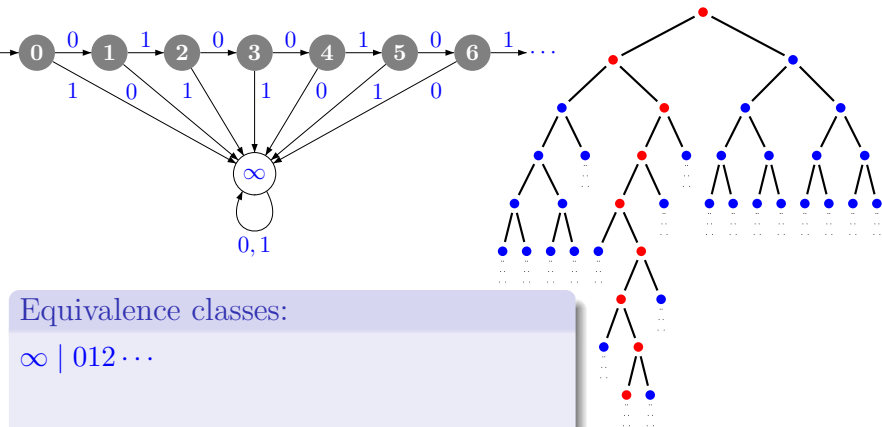 0 1 0 0 1 0 1
0 1 2 3 4 5 6 ···
1 0 1 1 0 1 0
∞
0, 1
Equivalence classes:
∞ | 012 ···